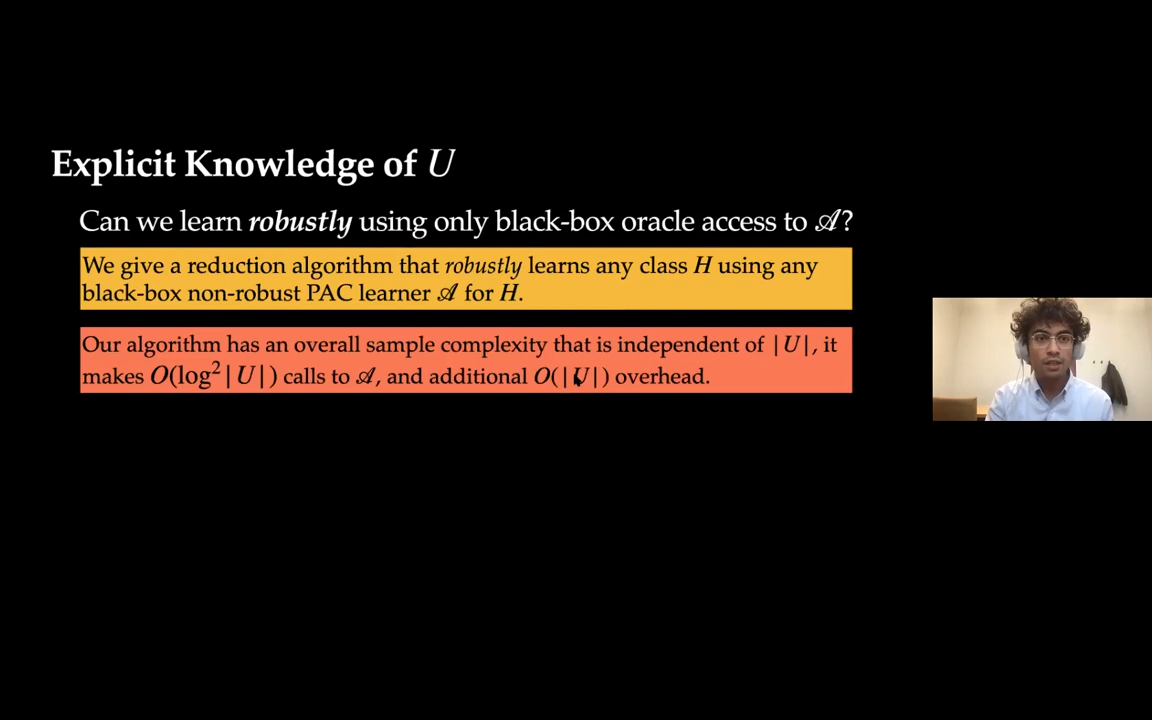 Explicit Knowledge of U
Can we learn robustly using only black-box oracle access to 𝒜?
We give a reduction algorithm that robustly learns any class H using any
black-box non-robust PAC learner 𝒜 for H.
Our algorithm has an overall sample complexity that is independent of |U|, it
makes O(log²|U|) calls to 𝒜, and additional O(|U|) overhead.